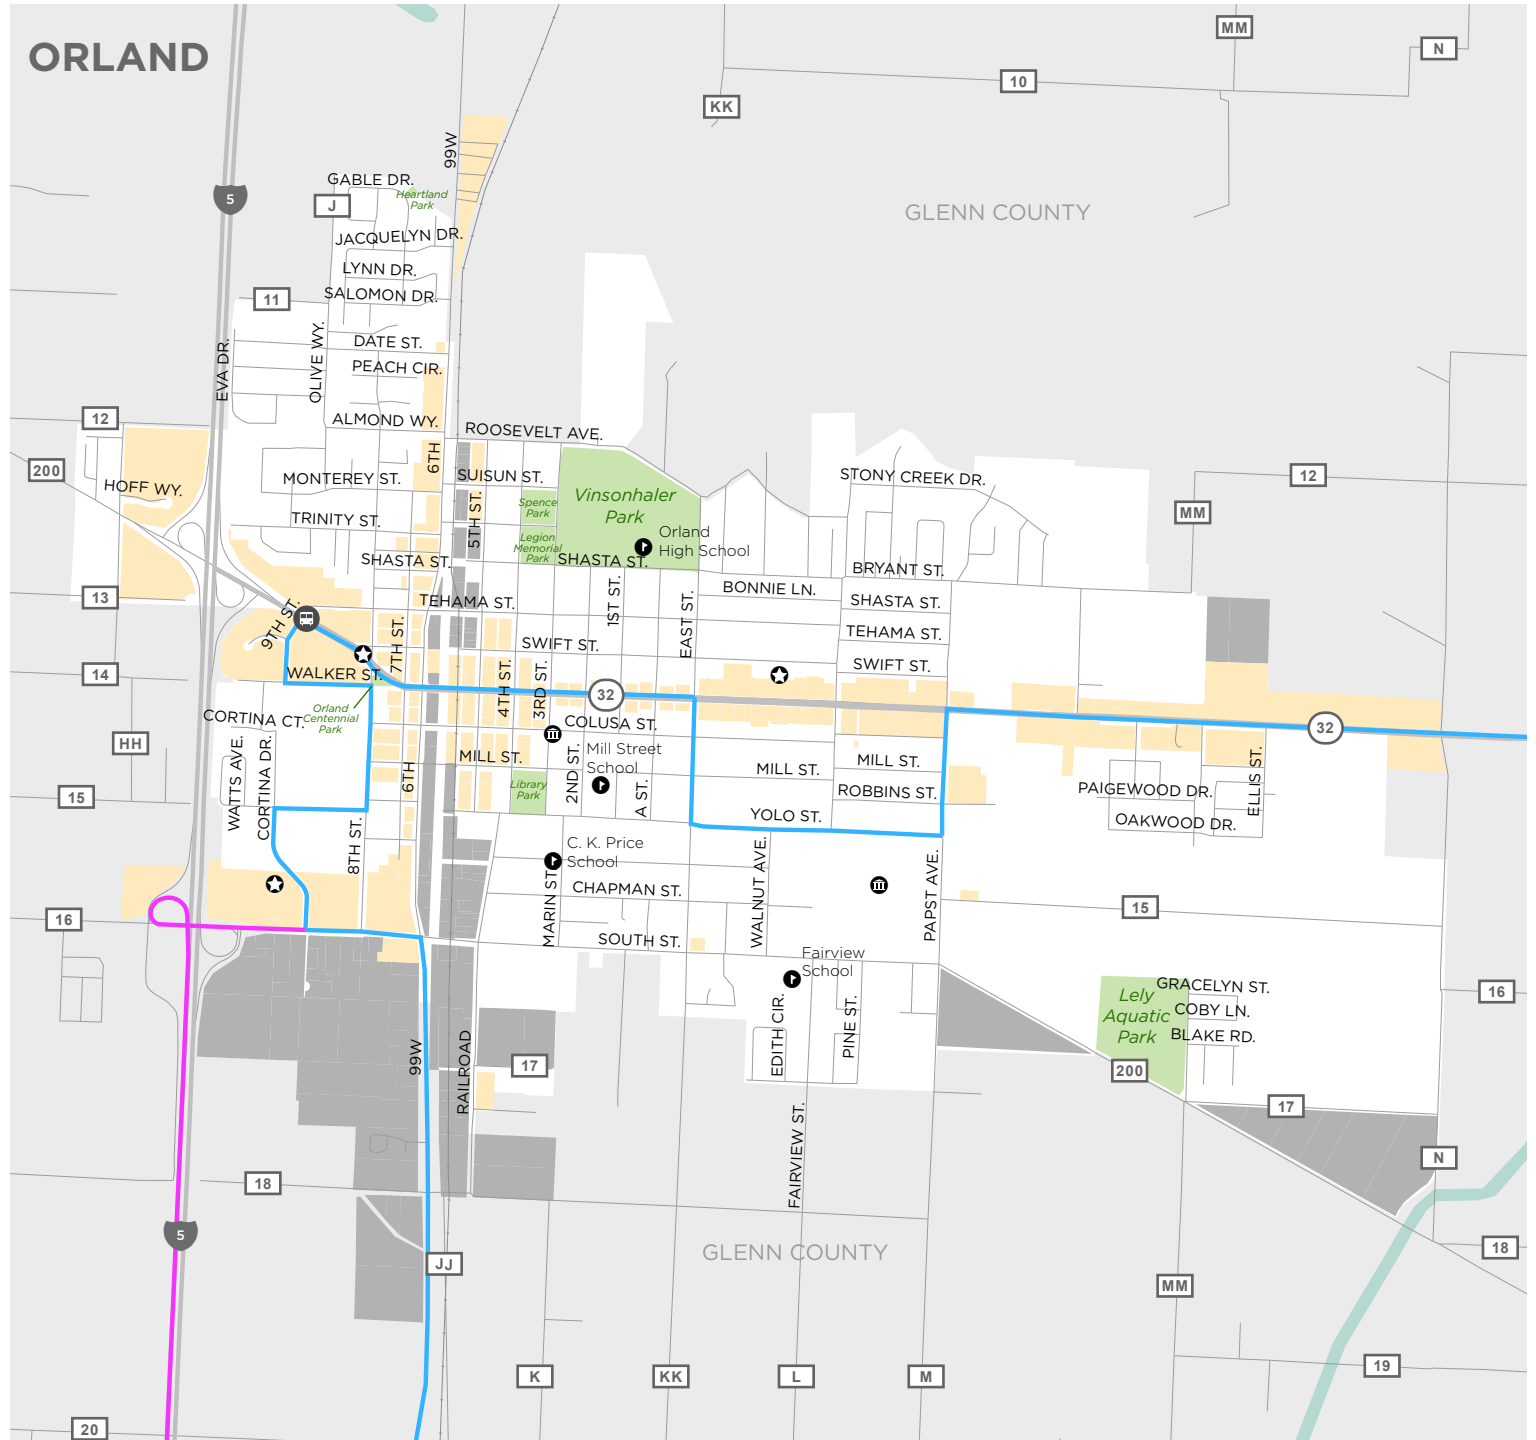 ORLAND
MM
N
10
KK
99W
GABLE DR.
Heartland
Park
5
J
GLENN COUNTY
JACQUELYN DR.
LYNN DR.
SALOMON DR.
11
OLIVE WY.
EVA DR.
DATE ST.
PEACH CIR.
12
ALMOND WY.
ROOSEVELT AVE.
6TH
200
HOFF WY.
MONTEREY ST.
SUISUN ST.
STONY CREEK DR.
12
Vinsonhaler
Park
Spence
Park
5TH ST.
MM
TRINITY ST.
Orland
High School
Legion
Memorial
Park
SHASTA ST.
SHASTA ST.
BRYANT ST.
BONNIE LN.
13
TEHAMA ST.
1ST ST.
SHASTA ST.
9TH ST.
7TH ST.
EAST ST.
TEHAMA ST.
SWIFT ST.
SWIFT ST.
14
WALKER ST.
4TH ST.
3RD ST.
32
CORTINA CT.
Orland
Centennial
Park
COLUSA ST.
32
HH
WATTS AVE.
CORTINA DR.
MILL ST.
Mill Street
School
2ND ST.
MILL ST.
MILL ST.
6TH
ELLIS ST.
15
Library
Park
A ST.
ROBBINS ST.
PAIGEWOOD DR.
YOLO ST.
OAKWOOD DR.
8TH ST.
C. K. Price
School
WALNUT AVE.
PAPST AVE.
MARIN ST.
CHAPMAN ST.
15
16
SOUTH ST.
Fairview
School
GRACELYN ST.
16
Lely
Aquatic
Park
COBY LN.
BLAKE RD.
EDITH CIR.
PINE ST.
99W
RAILROAD
17
200
17
FAIRVIEW ST.
N
18
5
GLENN COUNTY
18
JJ
MM
K
KK
L
M
19
20